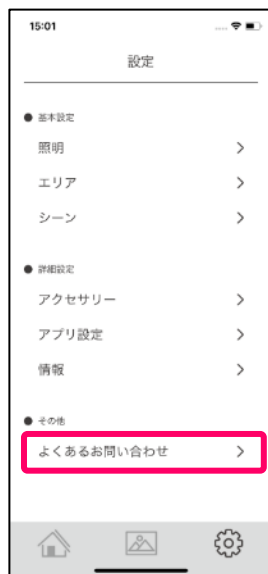 15:01
設定
基本設定
照明
エリア
シーン
詳細設定
アクセサリー
アプリ設定
情報
その他
よくあるお問い合わせ